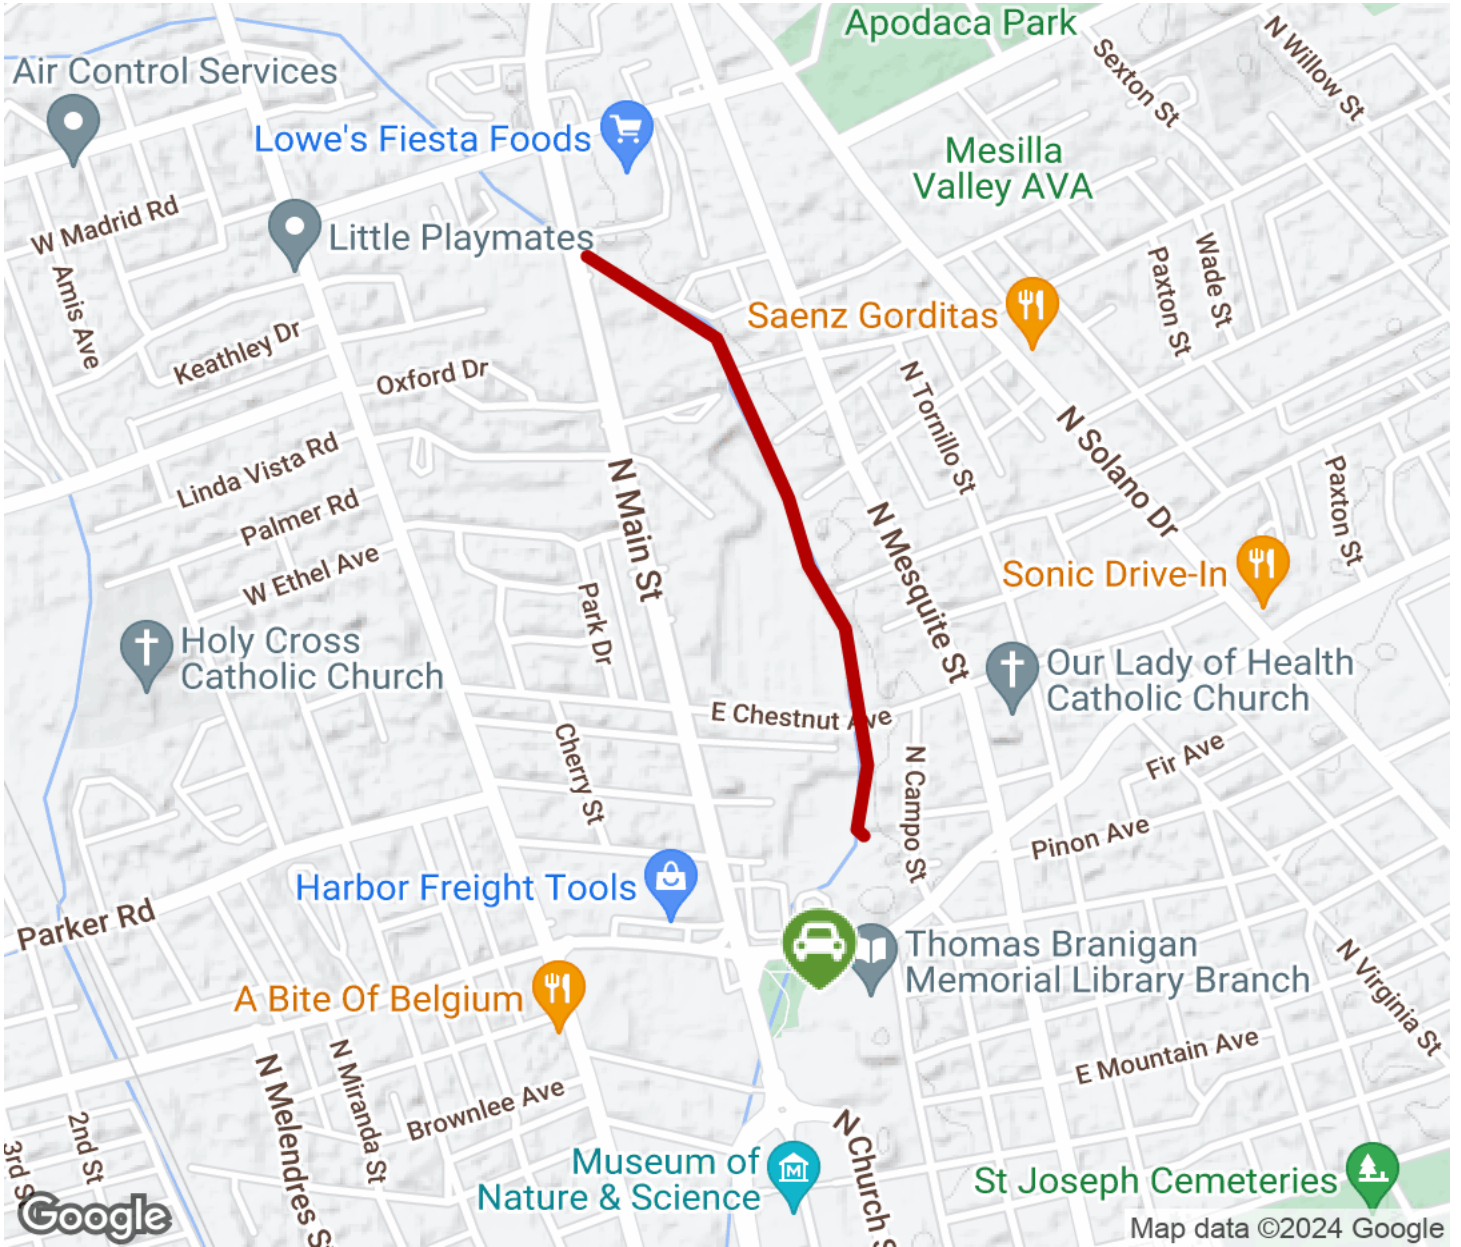 Apodaca Park
Sexton St
N Willow St
Air Control Services
Lowe's Fiesta Foods
Mesilla
Valley AVA
W Madrid Rd
Little Playmates
Amis Ave
Paxton St
Wade St
Saenz Gorditas
Keathley Dr
Oxford Dr
N Tornillo St
N Solano Dr
Linda Vista Rd
Palmer Rd
N Main St
N Mesquite St
Paxton St
W Ethel Ave
Park Dr
Sonic Drive-In
Holy Cross
Catholic Church
Our Lady of Health
Catholic Church
E Chestnut Ave
Cherry St
N Campo St
Fir Ave
Pinon Ave
Harbor Freight Tools
Parker Rd
Thomas Branigan
Memorial Library Branch
A Bite Of Belgium
N Virginia St
N Melendres St
N Miranda St
E Mountain Ave
Brownlee Ave
2nd St
3rd St
N Church S
Museum of
Nature & Science
St Joseph Cemeteries
Google
Map data ©2024 Google